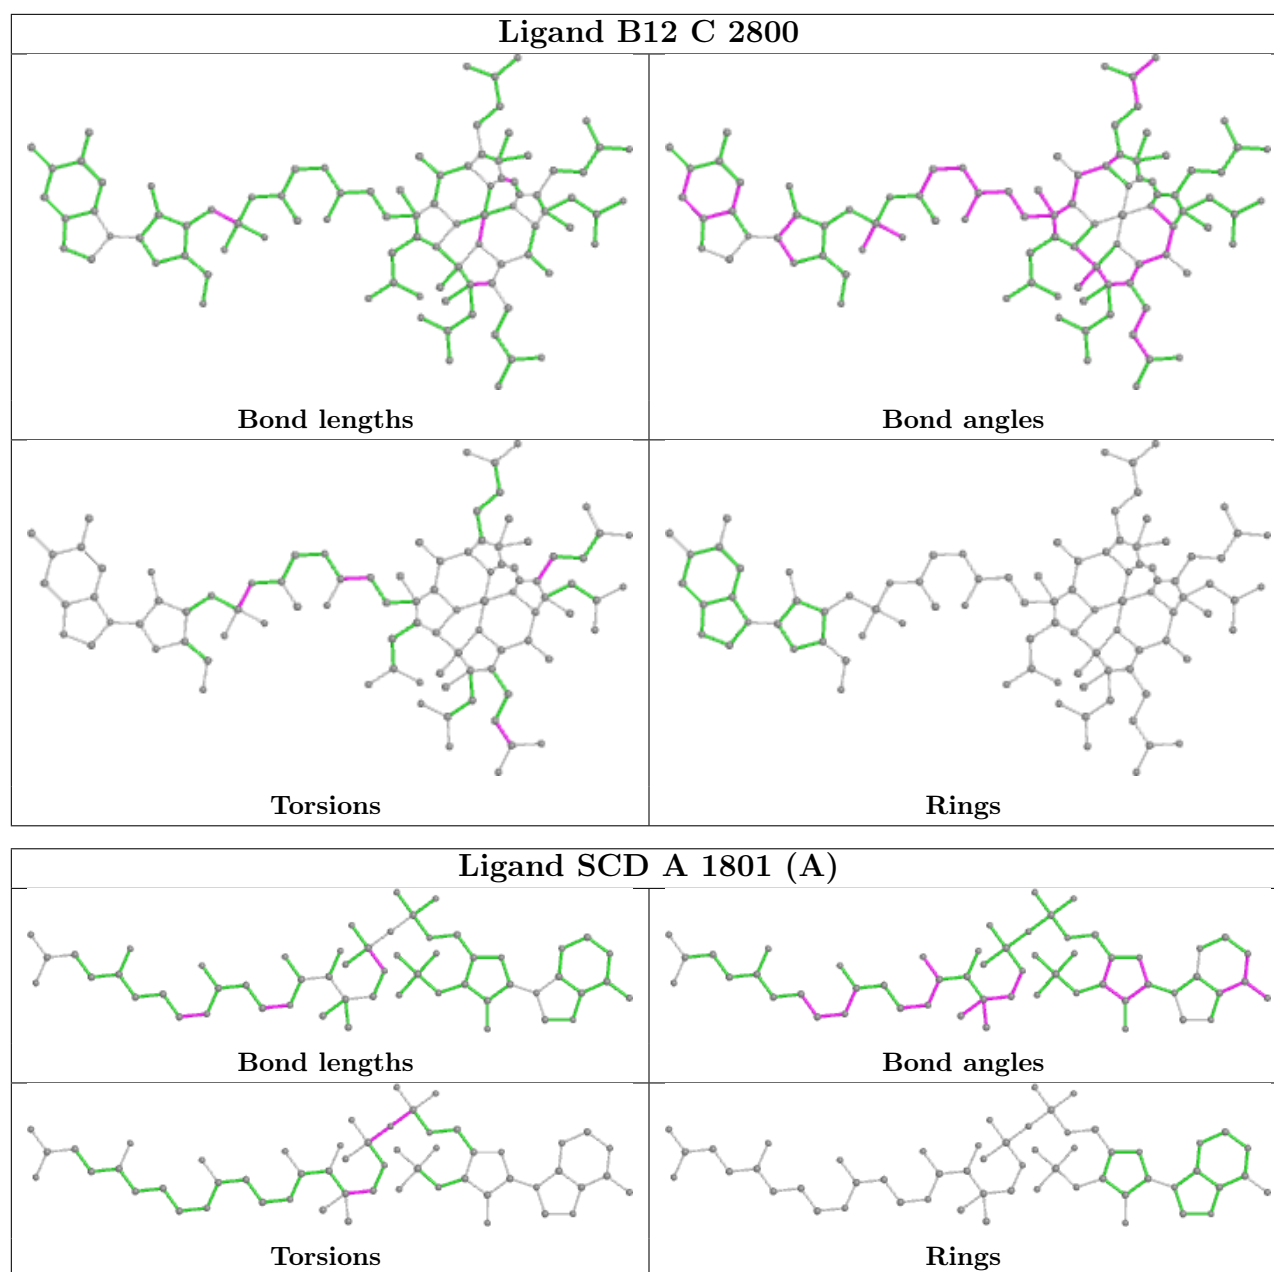 Ligand B12 C 2800
Bond lengths
Bond angles
Torsions
Rings
Ligand SCD A 1801 (A)
Bond lengths
Bond angles
Torsions
Rings